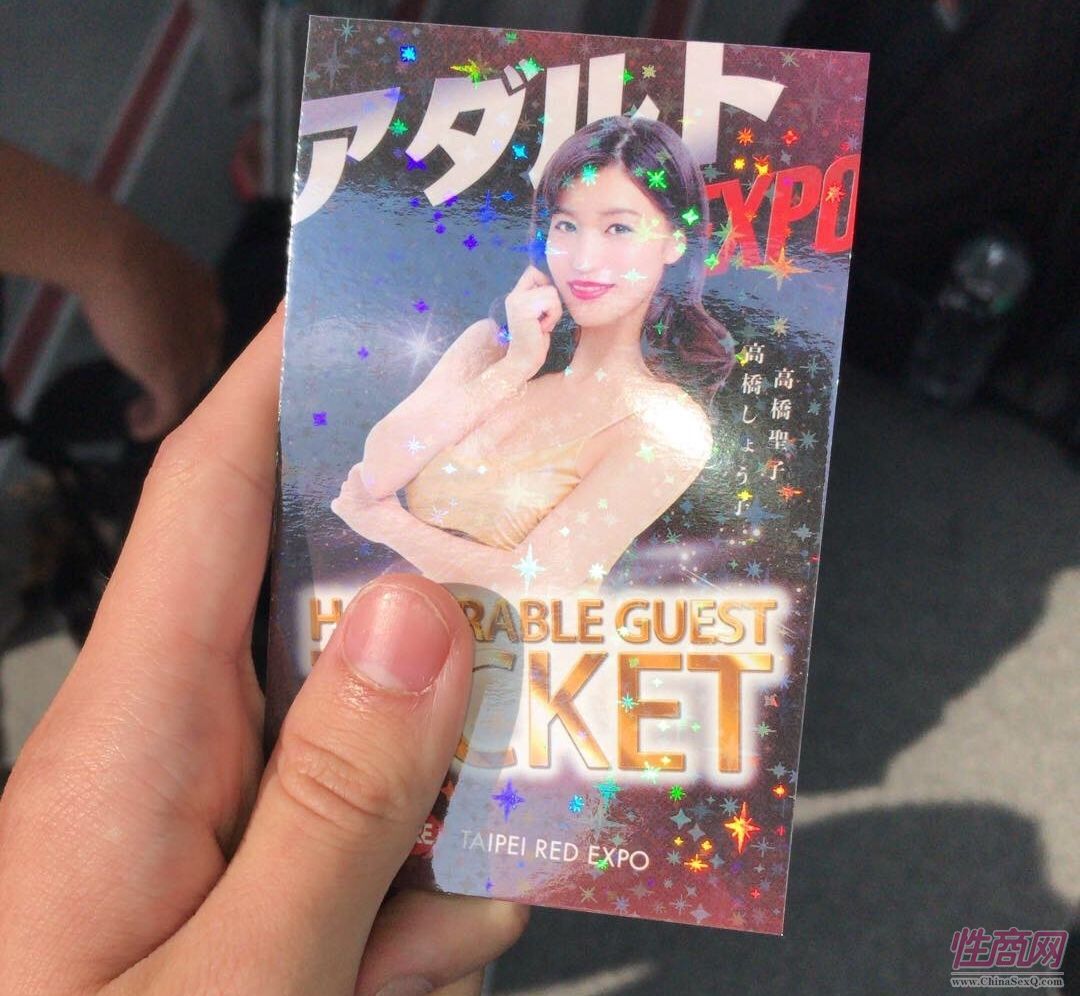 アダルト
EXPO
高橋聖子
高橋しょう子
H RABLE GUEST
CKET
TAIPEI RED EXPO
性商网
www.ChinaSexQ.com